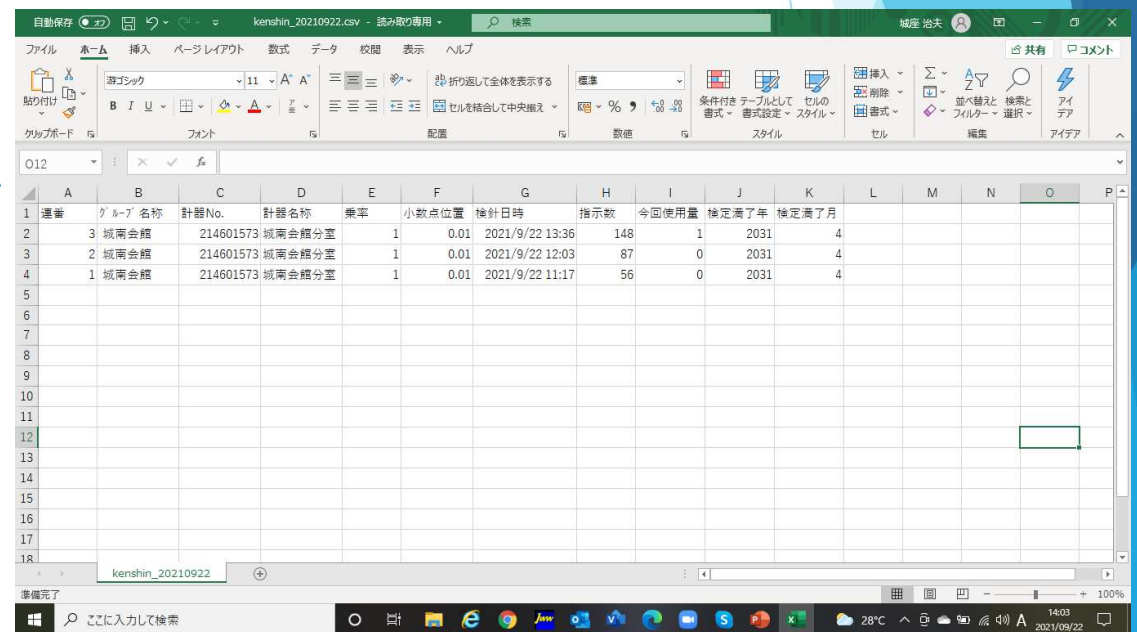 自動保存 オフ kenshin_20210922.csv - 読み取り専用 検索 城座 治夫
ファイル ホーム 挿入 ページ レイアウト 数式 データ 校閲 表示 ヘルプ 共有 コメント
貼り付け 游ゴシック 11 A A 折り返して全体を表示する 標準 条件付き書式 テーブルとして書式設定 セルのスタイル 挿入 削除 書式 並べ替えとフィルター 検索と選択 アイデア
B I U A セルを結合して中央揃え %
クリップボード フォント 配置 数値 スタイル セル 編集 アイデア
O12 fx
A B C D E F G H I J K L M N O P
1 連番 グループ名称 計器No. 計器名称 乗率 小数点位置 検針日時 指示数 今回使用量 検定満了年 検定満了月
2 3 城南会館 214601573 城南会館分室 1 0.01 2021/9/22 13:36 148 1 2031 4
3 2 城南会館 214601573 城南会館分室 1 0.01 2021/9/22 12:03 87 0 2031 4
4 1 城南会館 214601573 城南会館分室 1 0.01 2021/9/22 11:17 56 0 2031 4
5
6
7
8
9
10
11
12
13
14
15
16
17
18
kenshin_20210922
準備完了 100%
ここに入力して検索 Jww 28°C A 14:03
2021/09/22